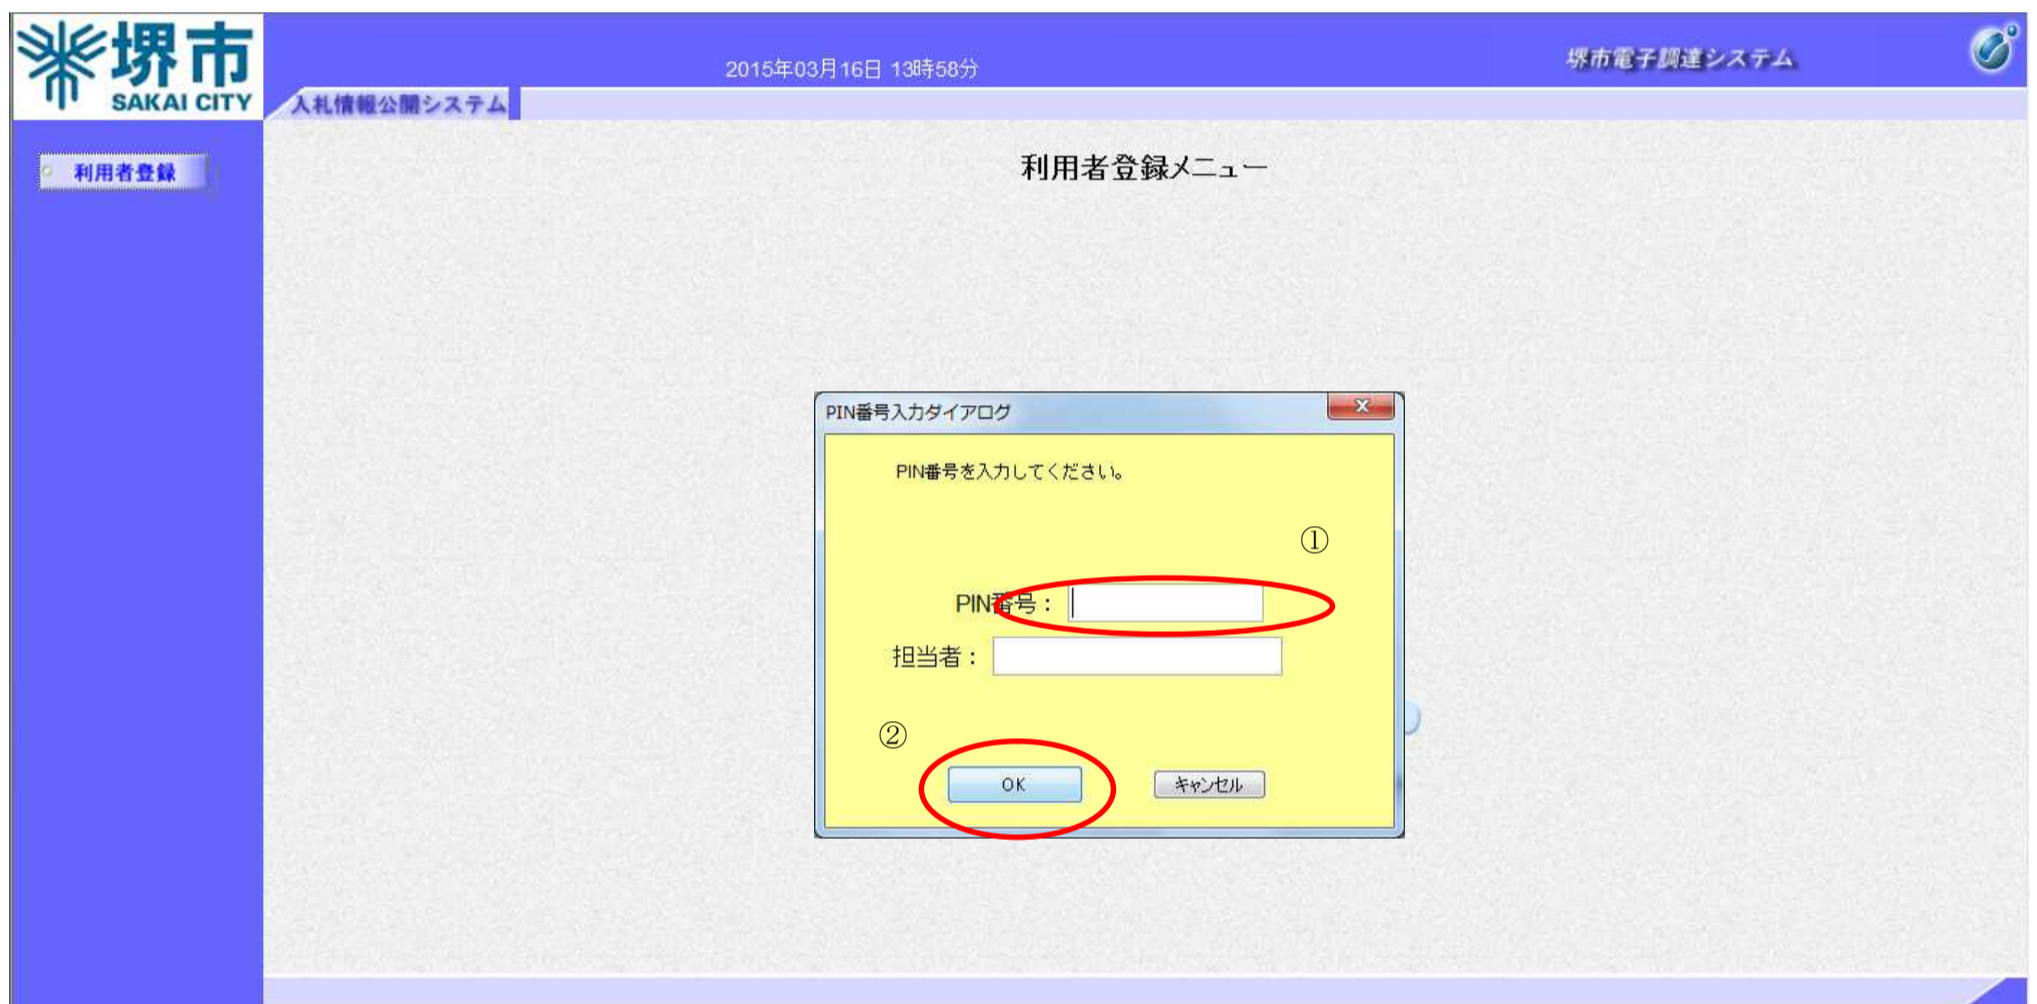 堺市
SAKAI CITY
2015年03月16日 13時58分
堺市電子調達システム
入札情報公開システム
利用者登録
利用者登録メニュー
PIN番号入力ダイアログ
PIN番号を入力してください。
①
PIN番号：
担当者：
②
OK
キャンセル